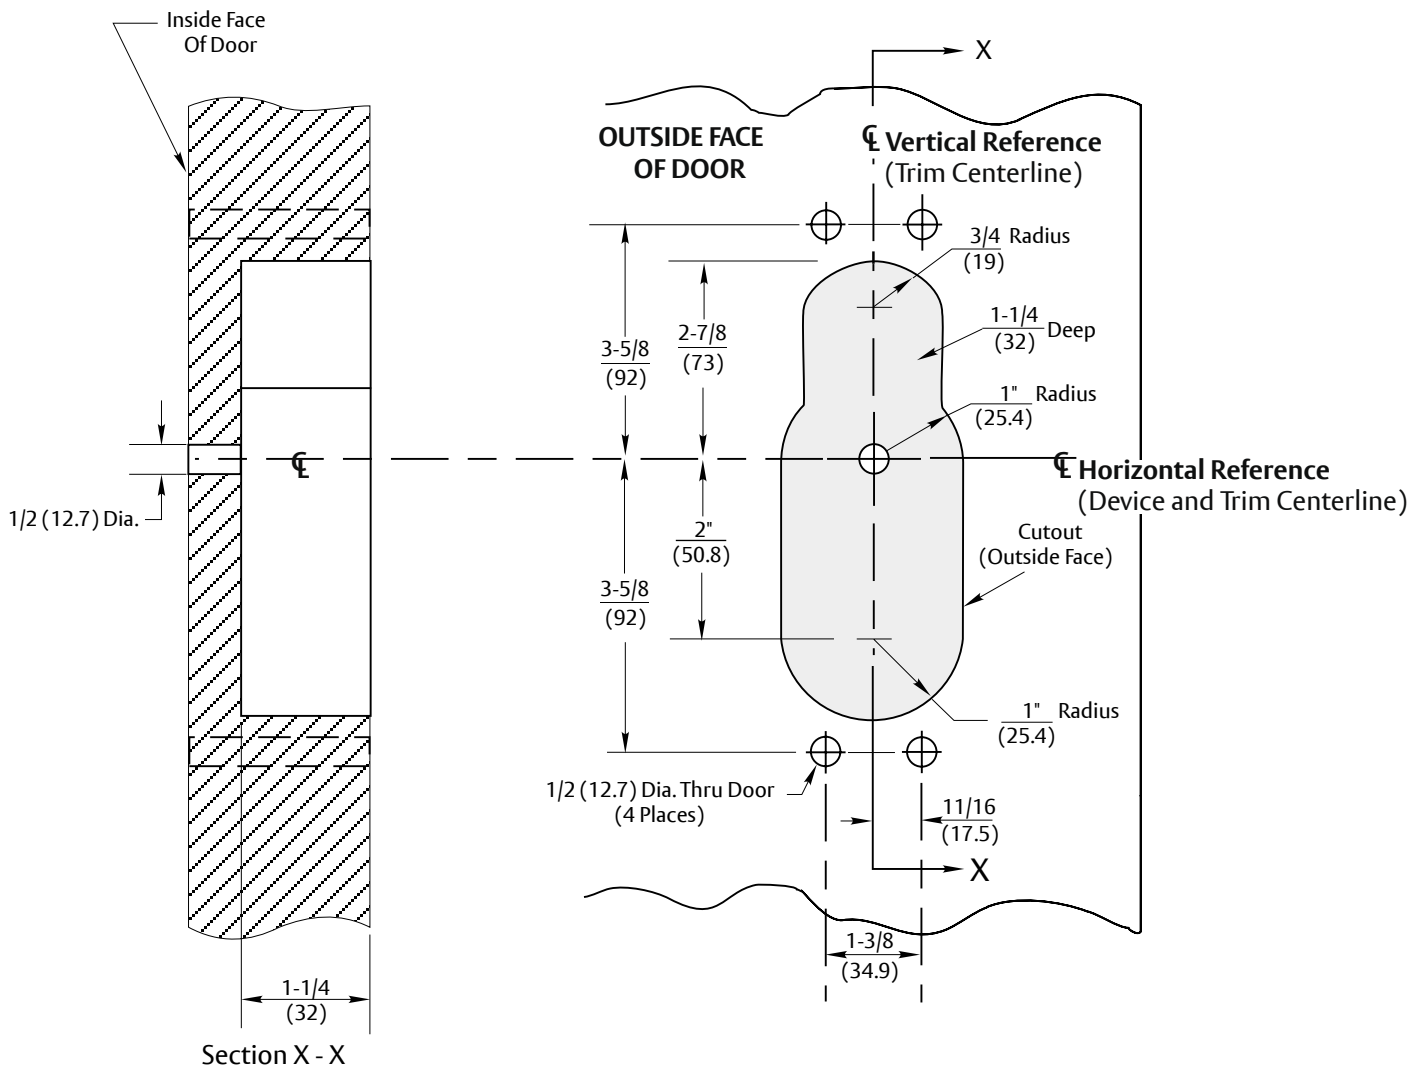 Inside Face
Of Door
X
OUTSIDE FACE
OF DOOR
℄ Vertical Reference
(Trim Centerline)
3/4 Radius
(19)
1-1/4 Deep
(32)
2-7/8
(73)
3-5/8
(92)
1" Radius
(25.4)
℄
℄ Horizontal Reference
(Device and Trim Centerline)
1/2 (12.7) Dia.
2"
(50.8)
Cutout
(Outside Face)
3-5/8
(92)
1" Radius
(25.4)
1/2 (12.7) Dia. Thru Door
(4 Places)
11/16
(17.5)
X
1-3/8
(34.9)
1-1/4
(32)
Section X - X